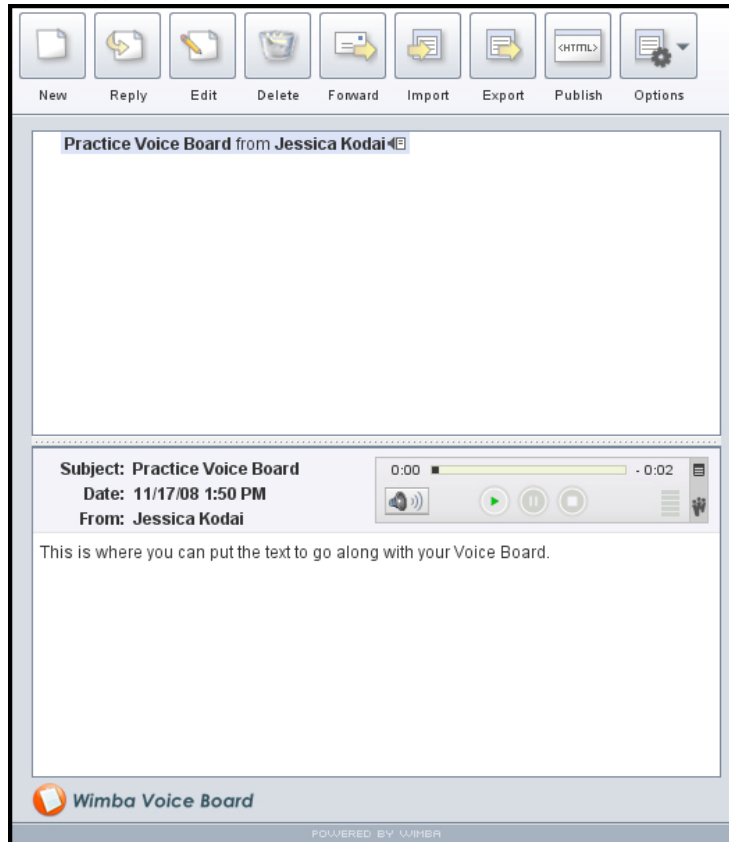 <HTML>
New Reply Edit Delete Forward Import Export Publish Options
Practice Voice Board from Jessica Kodai
Subject: Practice Voice Board
0:00 - 0:02
Date: 11/17/08 1:50 PM
From: Jessica Kodai
This is where you can put the text to go along with your Voice Board.
Wimba Voice Board
POWERED BY WIMBA